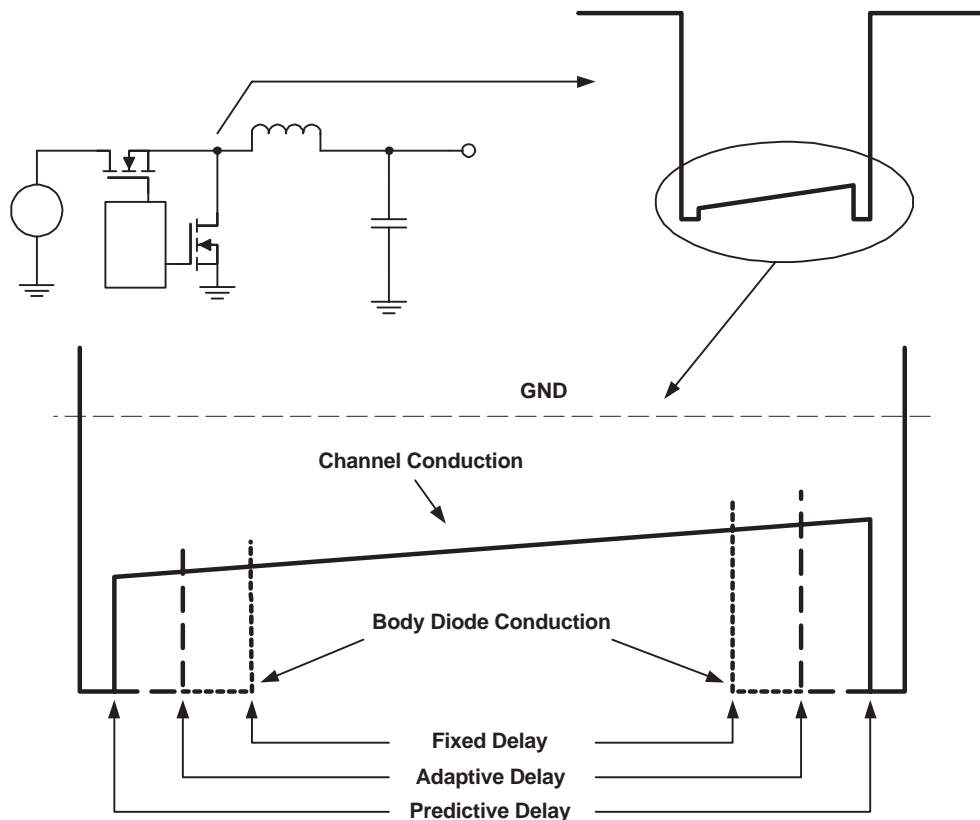 GND
Channel Conduction
Body Diode Conduction
Fixed Delay
Adaptive Delay
Predictive Delay